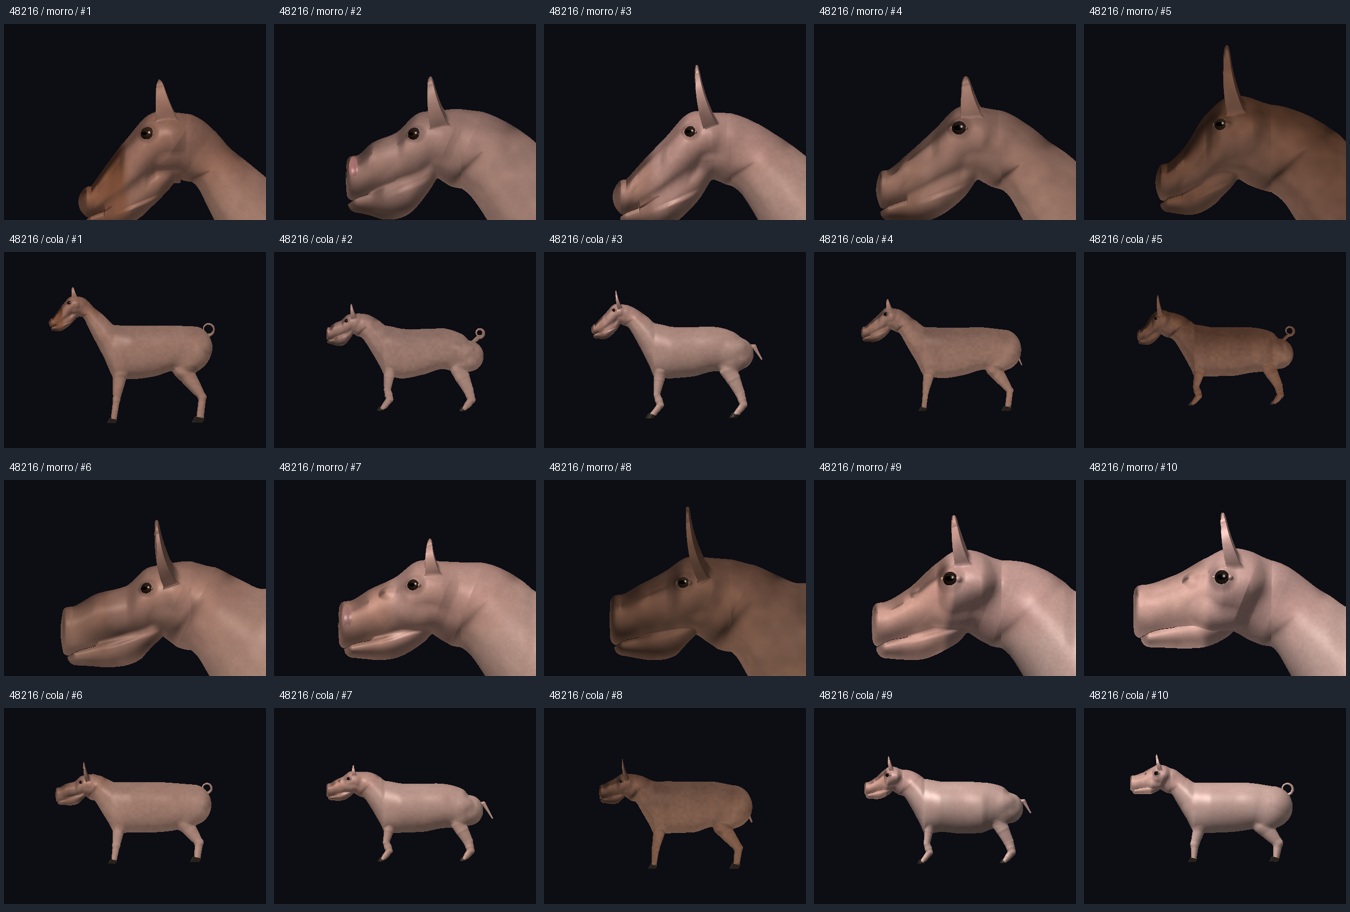 48216 / morro / #1
48216 / morro / #2
48216 / morro / #3
48216 / morro / #4
48216 / morro / #5
48216 / cola / #1
48216 / cola / #2
48216 / cola / #3
48216 / cola / #4
48216 / cola / #5
48216 / morro / #6
48216 / morro / #7
48216 / morro / #8
48216 / morro / #9
48216 / morro / #10
48216 / cola / #6
48216 / cola / #7
48216 / cola / #8
48216 / cola / #9
48216 / cola / #10